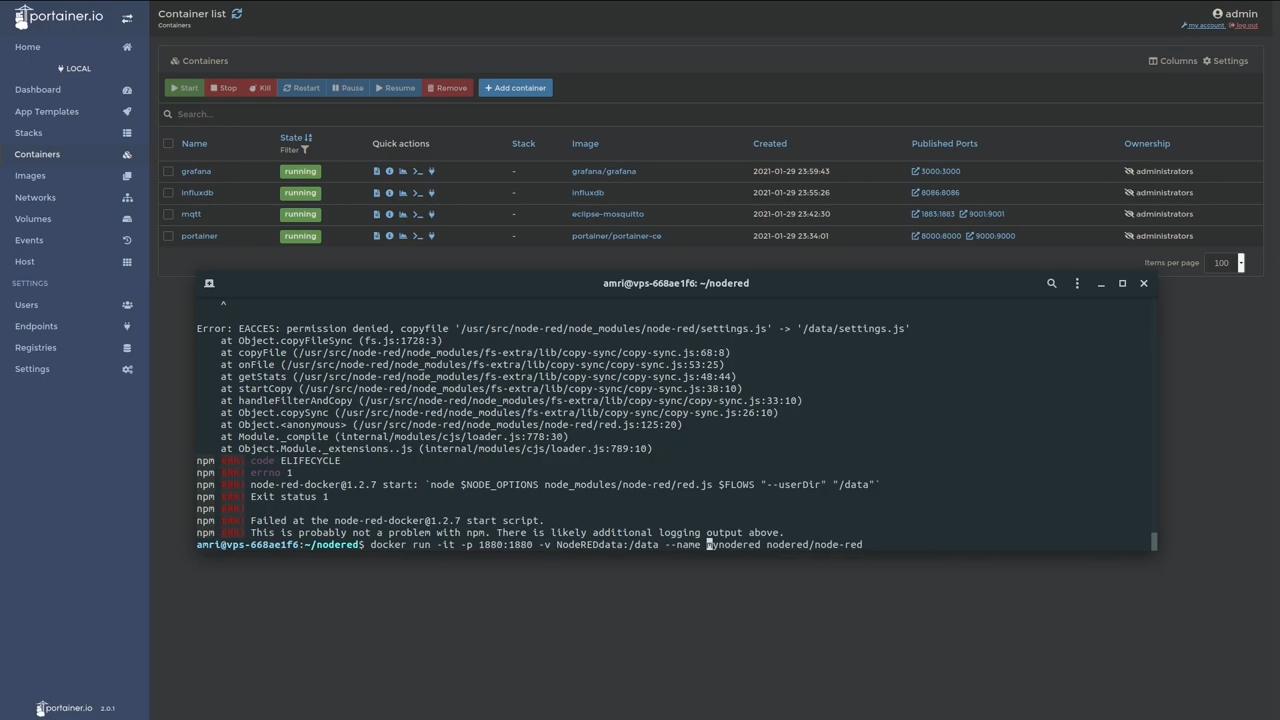 portainer.io
Home
LOCAL
Dashboard
App Templates
Stacks
Containers
Images
Networks
Volumes
Events
Host
SETTINGS
Users
Endpoints
Registries
Settings
portainer.io 2.0.1
Container list
Containers
admin
my account log out
Containers
Columns Settings
Start Stop Kill Restart Pause Resume Remove Add container
Search...
Name State Filter Quick actions Stack Image Created Published Ports Ownership
grafana running - grafana/grafana 2021-01-29 23:59:43 3000:3000 administrators
influxdb running - influxdb 2021-01-29 23:55:26 8086:8086 administrators
mqtt running - eclipse-mosquitto 2021-01-29 23:42:30 1883:1883 9001:9001 administrators
portainer running - portainer/portainer-ce 2021-01-29 23:34:01 8000:8000 9000:9000 administrators
Items per page 100
amri@vps-668ae1f6: ~/nodered
^
Error: EACCES: permission denied, copyfile '/usr/src/node-red/node_modules/node-red/settings.js' -> '/data/settings.js'
at Object.copyFileSync (fs.js:1728:3)
at copyFile (/usr/src/node-red/node_modules/fs-extra/lib/copy-sync/copy-sync.js:68:8)
at onFile (/usr/src/node-red/node_modules/fs-extra/lib/copy-sync/copy-sync.js:53:25)
at getStats (/usr/src/node-red/node_modules/fs-extra/lib/copy-sync/copy-sync.js:48:44)
at startCopy (/usr/src/node-red/node_modules/fs-extra/lib/copy-sync/copy-sync.js:38:10)
at handleFilterAndCopy (/usr/src/node-red/node_modules/fs-extra/lib/copy-sync/copy-sync.js:33:10)
at Object.copySync (/usr/src/node-red/node_modules/fs-extra/lib/copy-sync/copy-sync.js:26:10)
at Object.<anonymous> (/usr/src/node-red/node_modules/node-red/red.js:125:20)
at Module._compile (internal/modules/cjs/loader.js:778:30)
at Object.Module._extensions..js (internal/modules/cjs/loader.js:789:10)
npm ERR! code ELIFECYCLE
npm ERR! errno 1
npm ERR! node-red-docker@1.2.7 start: `node $NODE_OPTIONS node_modules/node-red/red.js $FLOWS "--userDir" "/data"`
npm ERR! Exit status 1
npm ERR!
npm ERR! Failed at the node-red-docker@1.2.7 start script.
npm ERR! This is probably not a problem with npm. There is likely additional logging output above.
amri@vps-668ae1f6:~/nodered$ docker run -it -p 1880:1880 -v NodeREDdata:/data --name mynodered nodered/node-red